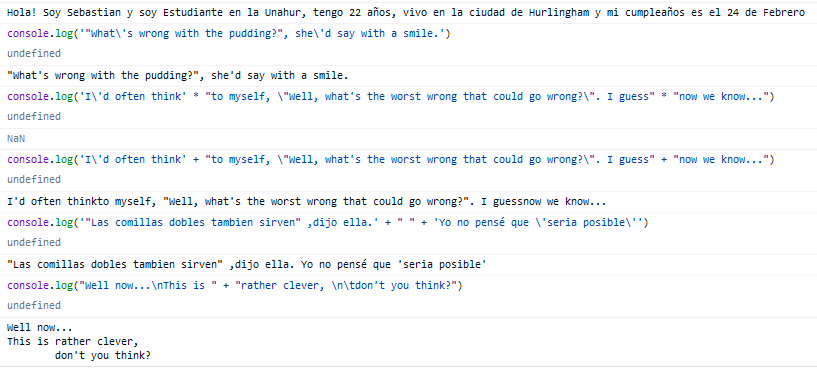 Hola! Soy Sebastian y soy Estudiante en la Unahur, tengo 22 años, vivo en la ciudad de Hurlingham y mi cumpleaños es el 24 de Febrero
console.log('"What\'s wrong with the pudding?", she\'d say with a smile.')
undefined
"What's wrong with the pudding?", she'd say with a smile.
console.log('I\'d often think' * "to myself, \"Well, what's the worst wrong that could go wrong?\". I guess" * "now we know...")
undefined
NaN
console.log('I\'d often think' + "to myself, \"Well, what's the worst wrong that could go wrong?\". I guess" + "now we know...")
undefined
I'd often thinkto myself, "Well, what's the worst wrong that could go wrong?". I guessnow we know...
console.log('"Las comillas dobles tambien sirven" ,dijo ella.' + " " + 'Yo no pensé que \'seria posible\'')
undefined
"Las comillas dobles tambien sirven" ,dijo ella. Yo no pensé que 'seria posible'
console.log("Well now...\nThis is " + "rather clever, \n\tdon't you think?")
undefined
Well now...
This is rather clever,
        don't you think?